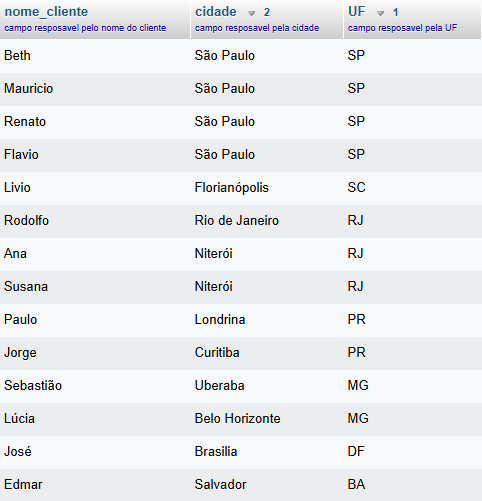 nome_cliente cidade 2 UF 1
campo resposavel pelo nome do cliente campo resposavel pela cidade campo resposavel pela UF
Beth São Paulo SP
Mauricio São Paulo SP
Renato São Paulo SP
Flavio São Paulo SP
Livio Florianópolis SC
Rodolfo Rio de Janeiro RJ
Ana Niterói RJ
Susana Niterói RJ
Paulo Londrina PR
Jorge Curitiba PR
Sebastião Uberaba MG
Lúcia Belo Horizonte MG
José Brasilia DF
Edmar Salvador BA